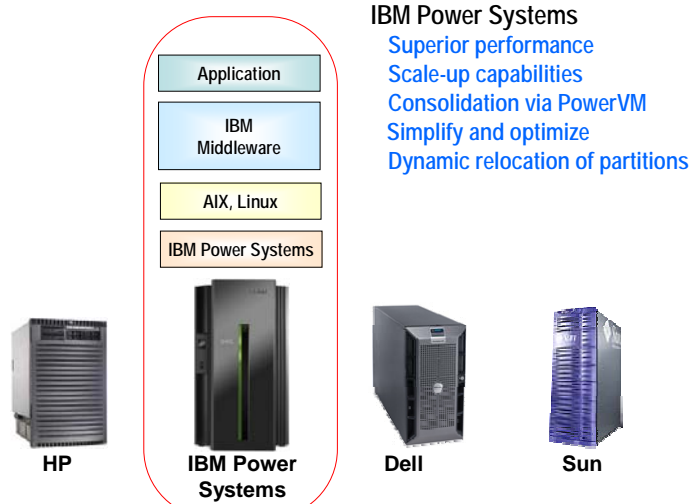 IBM Power Systems
Superior performance
Scale-up capabilities
Consolidation via PowerVM
Simplify and optimize
Dynamic relocation of partitions
Application
IBM
Middleware
AIX, Linux
IBM Power Systems
HP
IBM Power
Systems
Dell
Sun